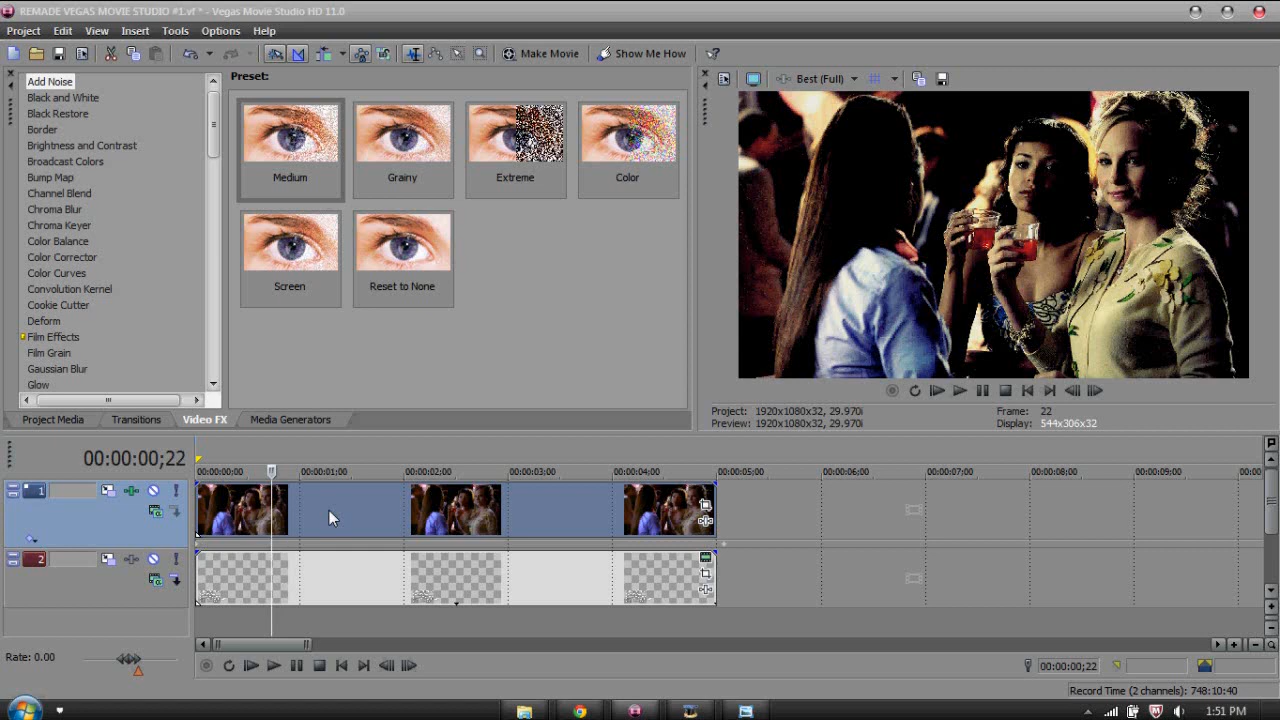 REMADE VEGAS MOVIE STUDIO #1.vf * - Vegas Movie Studio HD 11.0
File Edit View Insert Tools Options Help
Make Movie Show Me How
Add Noise
Black and White
Black Restore
Border
Brightness and Contrast
Broadcast Colors
Bump Map
Channel Blend
Chroma Blur
Chroma Keyer
Color Balance
Color Corrector
Color Curves
Convolution Kernel
Cookie Cutter
Deform
Film Effects
Film Grain
Gaussian Blur
Glow
Preset:
Medium Grainy Extreme Color
Screen Reset to None
Best (Full)
Project Media Transitions Video FX Media Generators
Project: 1920x1080x32, 29.970i Frame: 22
Preview: 1920x1080x32, 29.970i Display: 544x306x32
00:00:00;22
00:00:00;00 00:00:01;00 00:00:02;00 00:00:03;00 00:00:04;00 00:00:05;00 00:00:06;00 00:00:07;00 00:00:08;00 00:00:09;00 00:00
1
2
Rate: 0.00
00:00:00;22
Record Time (2 channels): 748:10:40
1:51 PM